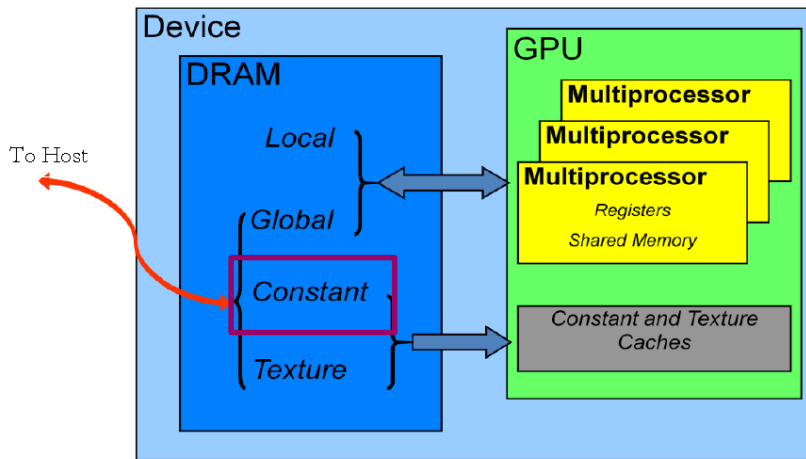 Device
DRAM
Local
Global
Constant
Texture
To Host
GPU
Multiprocessor
Multiprocessor
Multiprocessor
Registers
Shared Memory
Constant and Texture
Caches